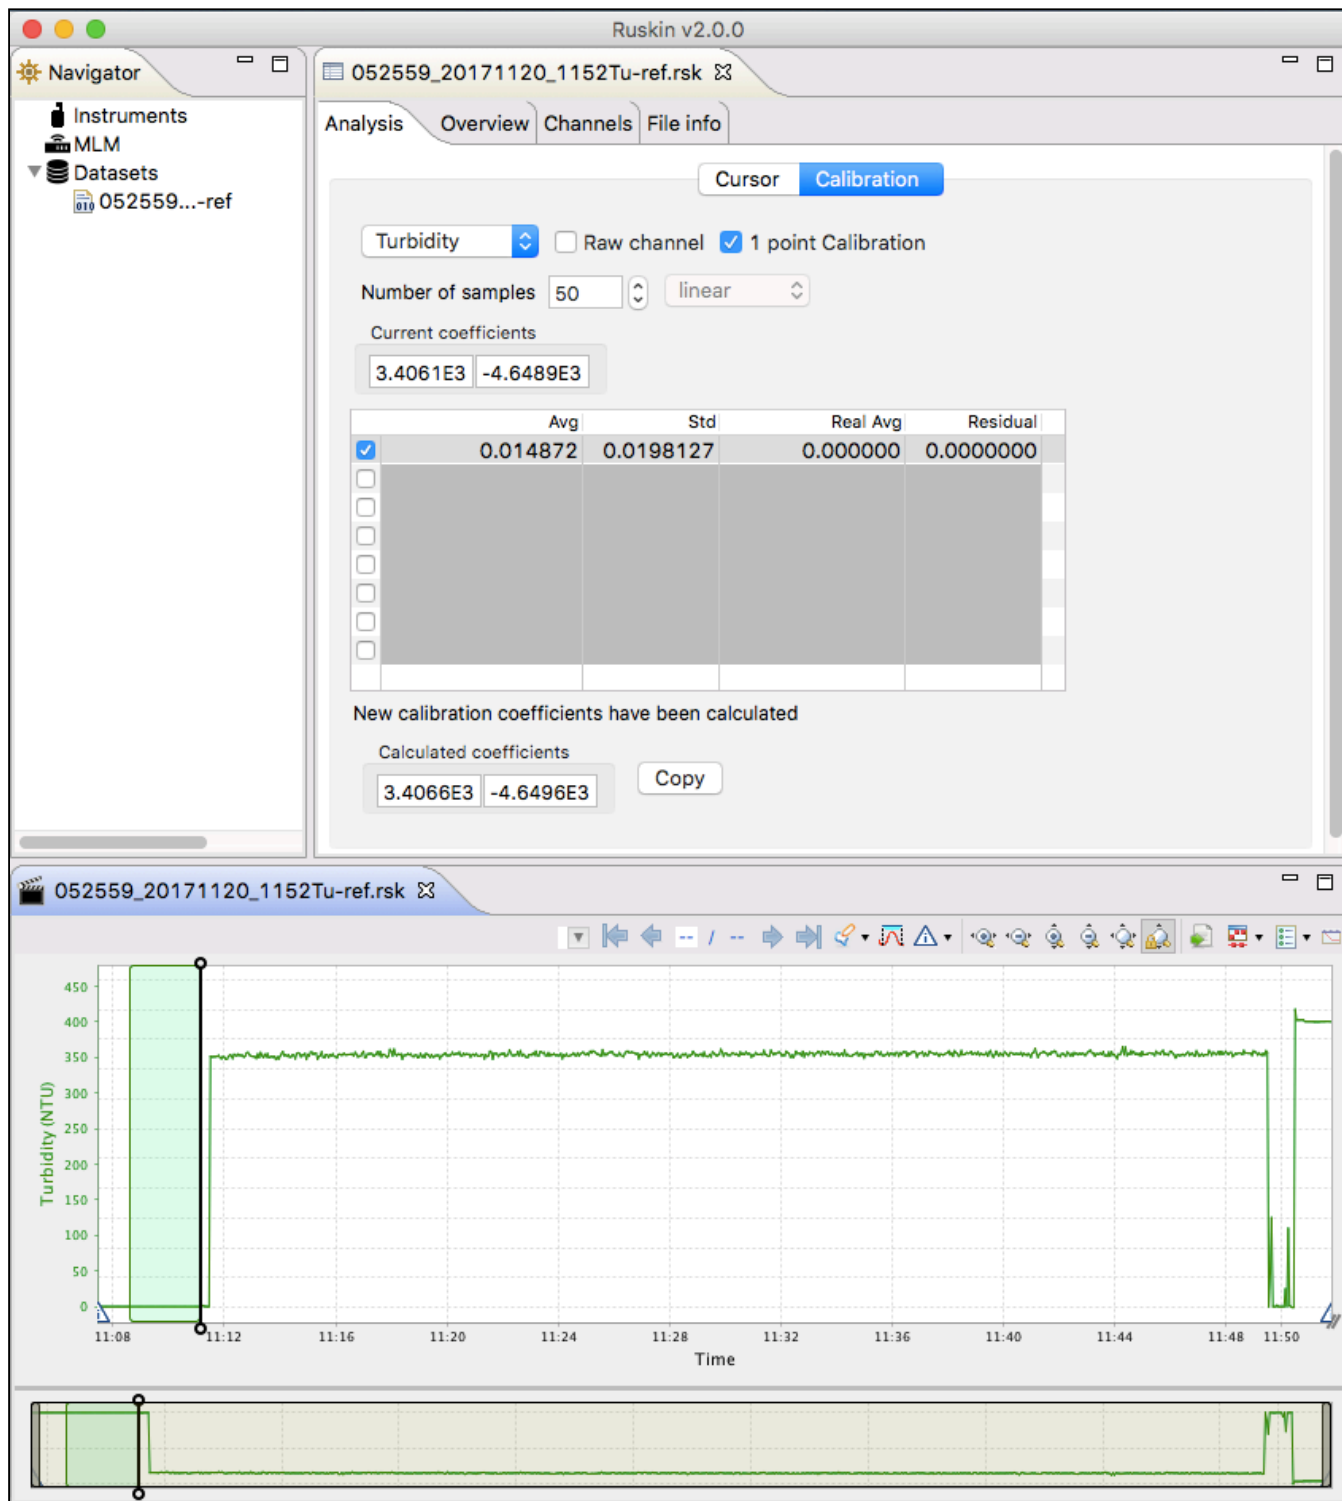 Ruskin v2.0.0
Navigator
Instruments
MLM
Datasets
052559...-ref
052559_20171120_1152Tu-ref.rsk
Analysis Overview Channels File info
Cursor Calibration
Turbidity Raw channel 1 point Calibration
Number of samples 50 linear
Current coefficients
3.4061E3 -4.6489E3
Avg Std Real Avg Residual
0.014872 0.0198127 0.000000 0.0000000
New calibration coefficients have been calculated
Calculated coefficients
3.4066E3 -4.6496E3 Copy
052559_20171120_1152Tu-ref.rsk
-- / --
450
400
350
300
250
200
150
100
50
0
Turbidity (NTU)
11:08 11:12 11:16 11:20 11:24 11:28 11:32 11:36 11:40 11:44 11:48 11:50
Time